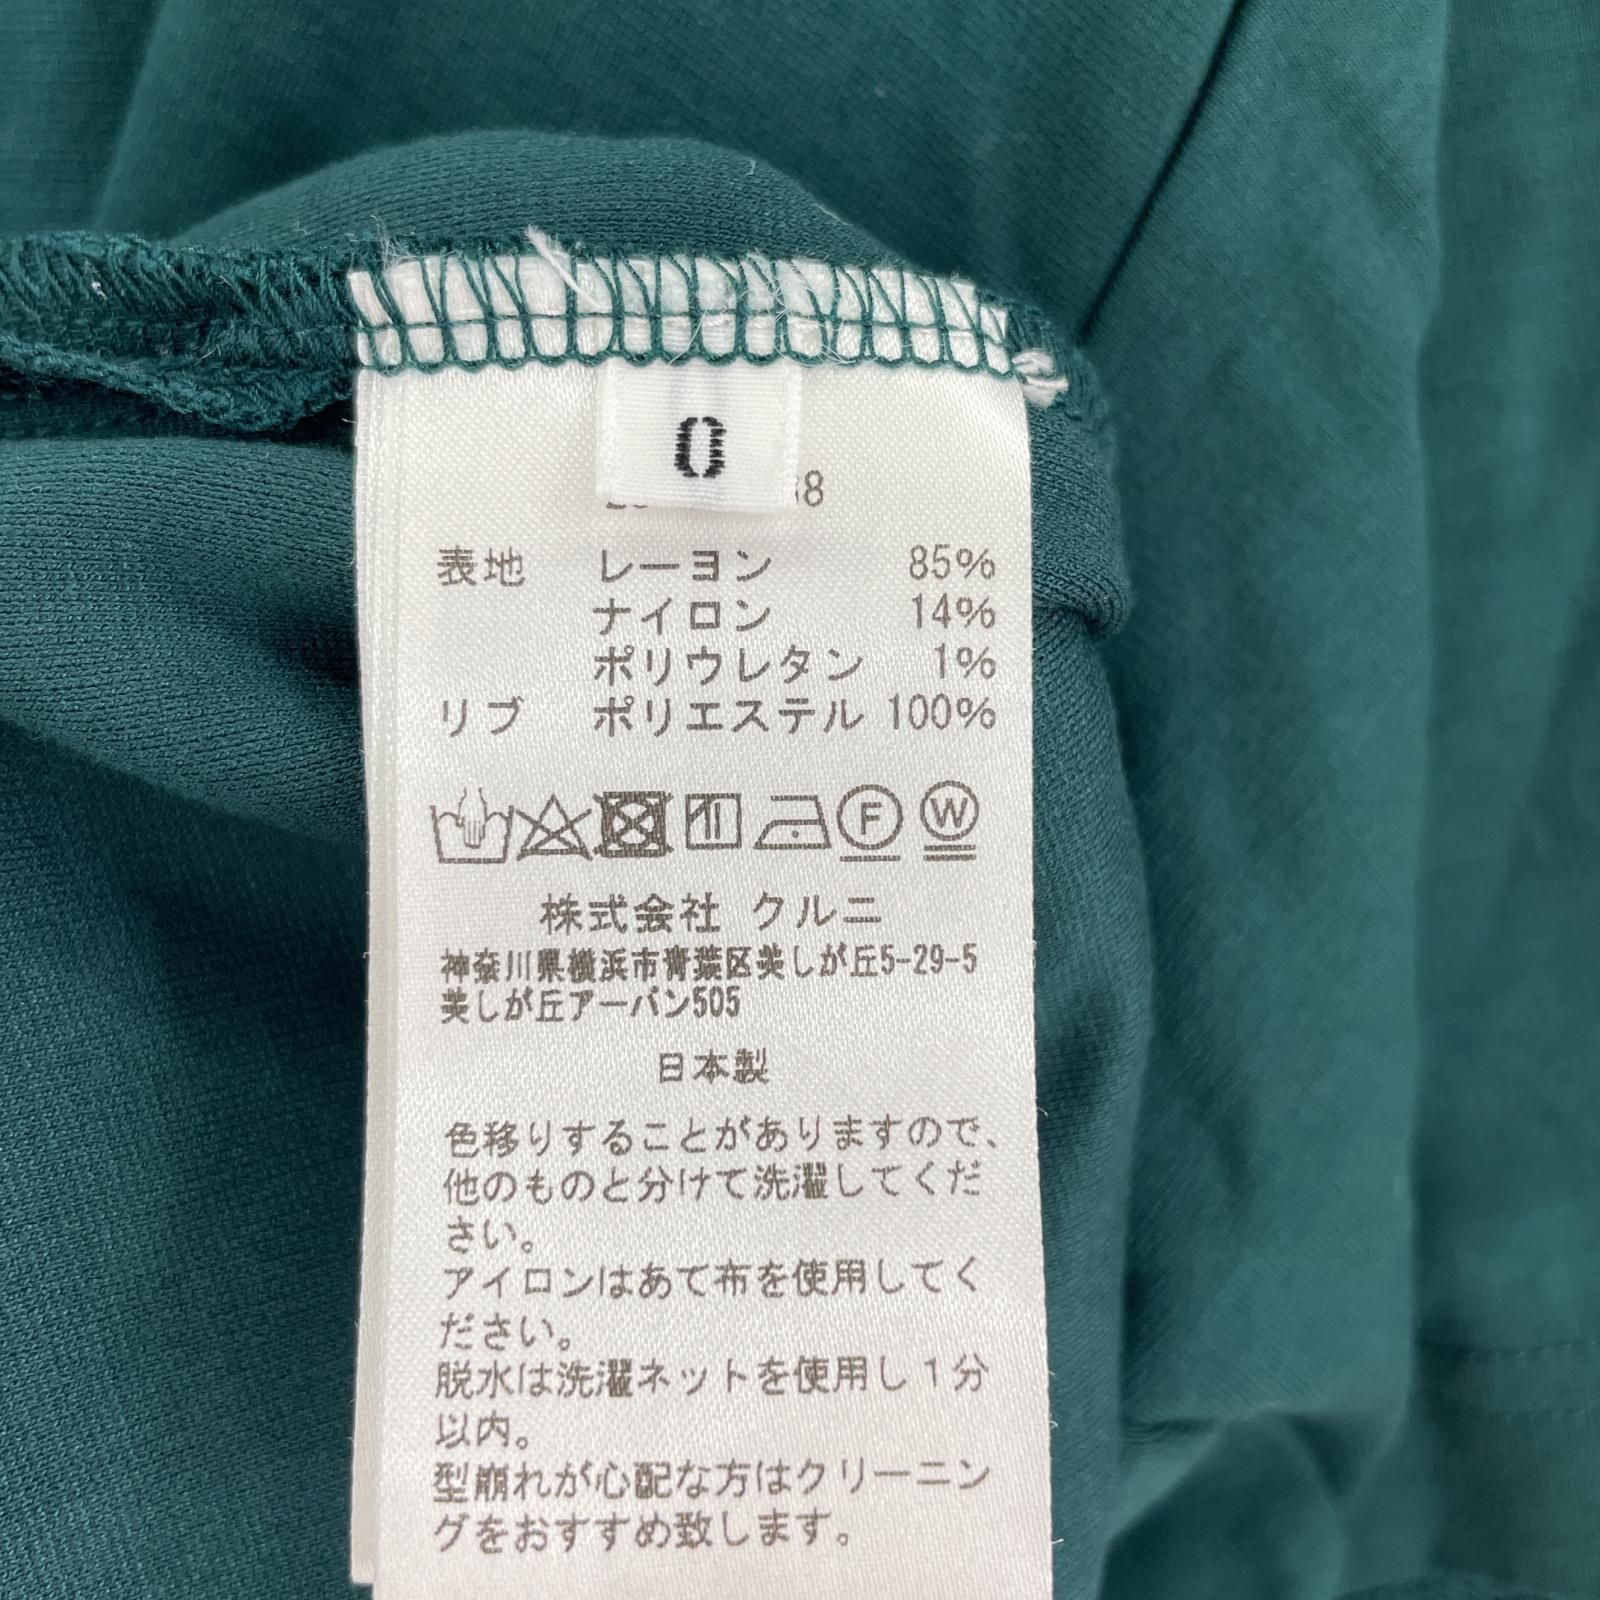 0
表地 レーヨン 85%
ナイロン 14%
ポリウレタン 1%
リブ ポリエステル 100%
F W
株式会社 クルニ
神奈川県横浜市青葉区美しが丘5-29-5
美しが丘アーバン505
日本製
色移りすることがありますので、
他のものと分けて洗濯してくだ
さい。
アイロンはあて布を使用してく
ださい。
脱水は洗濯ネットを使用し1分
以内。
型崩れが心配な方はクリーニン
グをおすすめ致します。